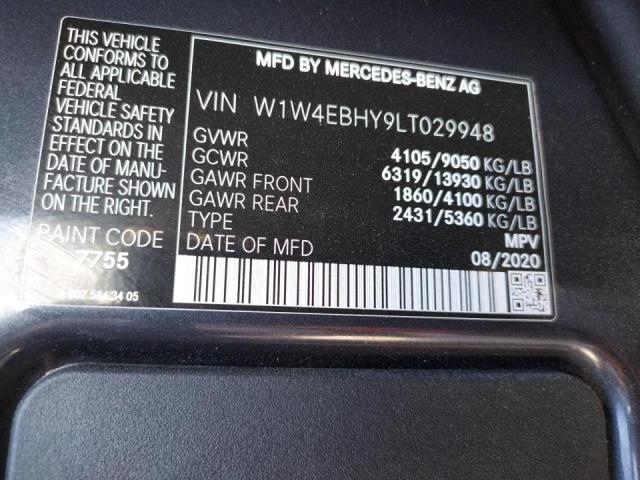 THIS VEHICLE
CONFORMS TO
ALL APPLICABLE
FEDERAL
VEHICLE SAFETY
STANDARDS
IN EFFECT ON
THE DATE OF MANU-
FACTURE SHOWN
ON THE RIGHT.
PAINT CODE
7755
MFD BY MERCEDES-BENZ AG
VIN W1W4EBHY9LT029948
GVWR 4105/9050 KG/LB
GCWR 6319/13930 KG/LB
GAWR FRONT 1860/4100 KG/LB
GAWR REAR 2431/5360 KG/LB
TYPE MPV
DATE OF MFD 08/2020